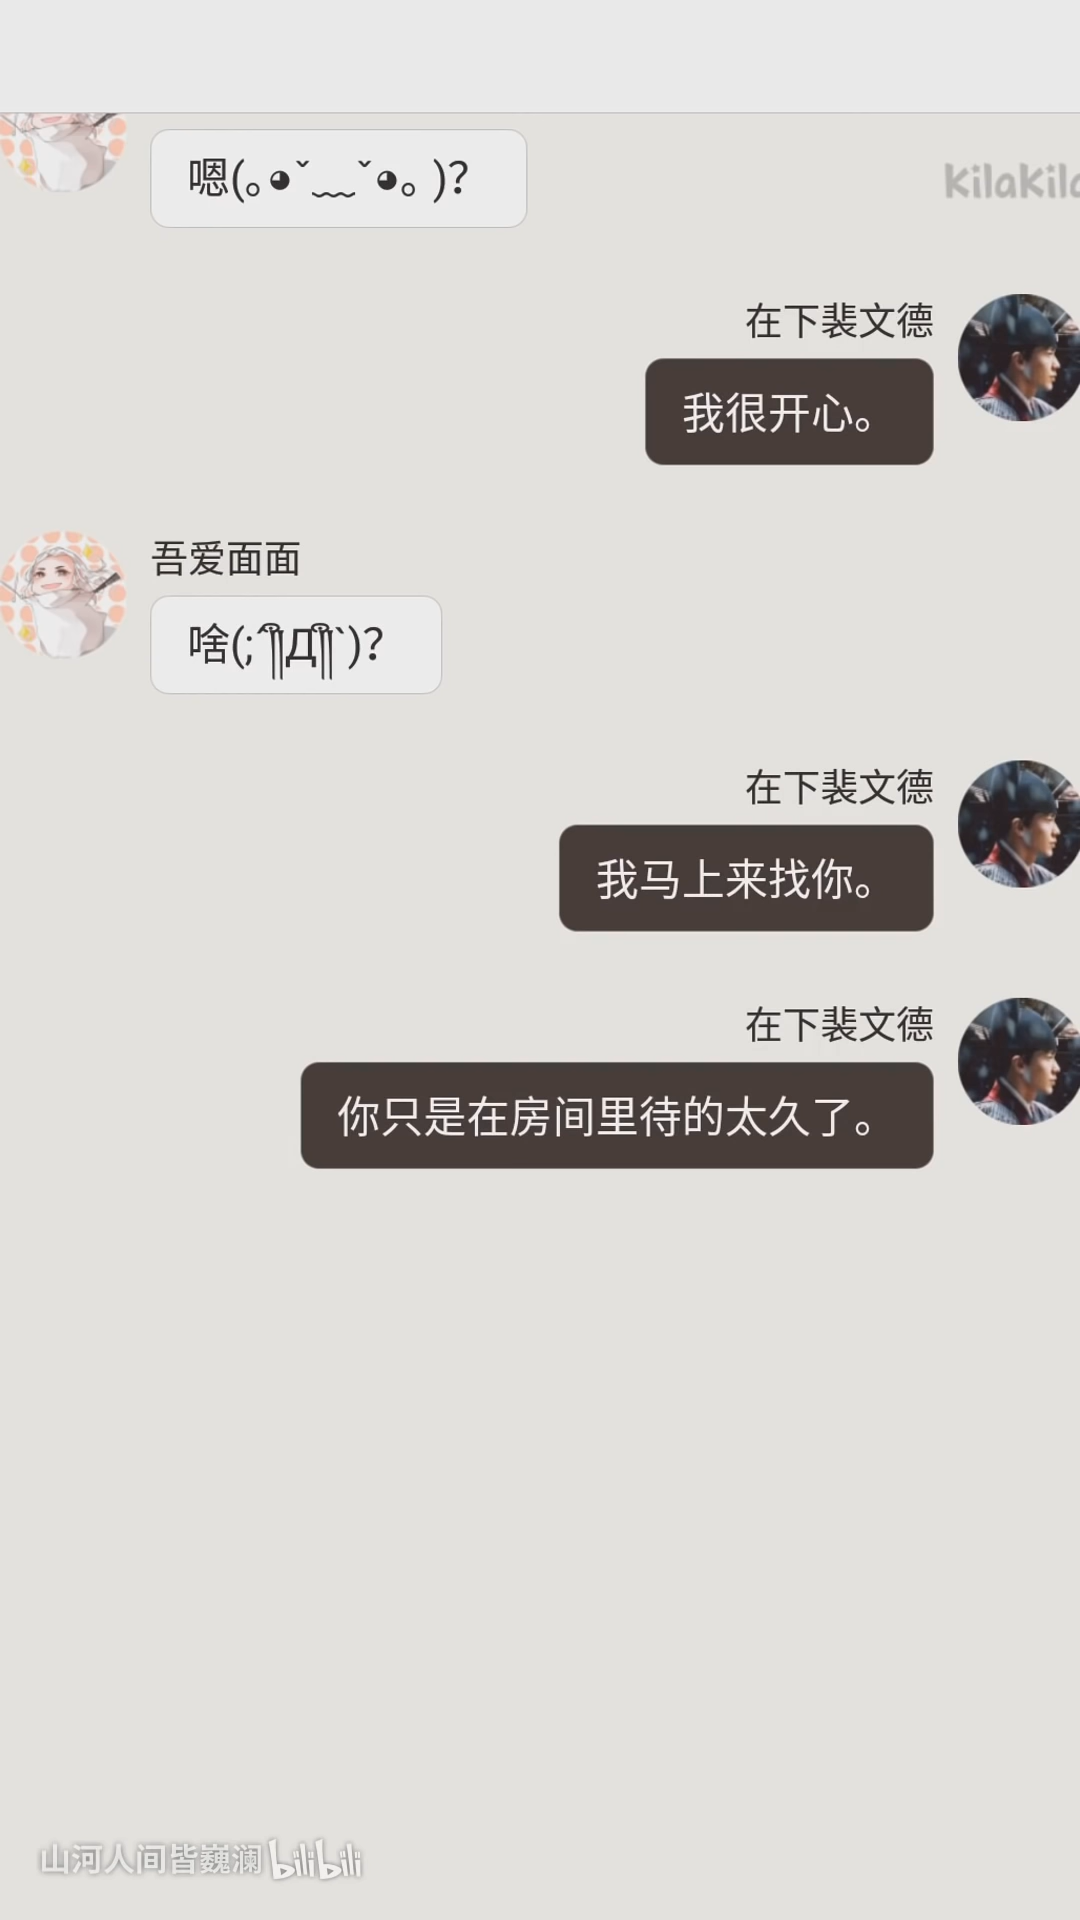 嗯(｡◕ˇ﹏ˇ◕｡)？
KilaKila
在下裴文德
我很开心。
吾爱面面
啥(;´༎ຶД༎ຶ`)？
在下裴文德
我马上来找你。
在下裴文德
你只是在房间里待的太久了。
山河人间皆巍澜 bilibili